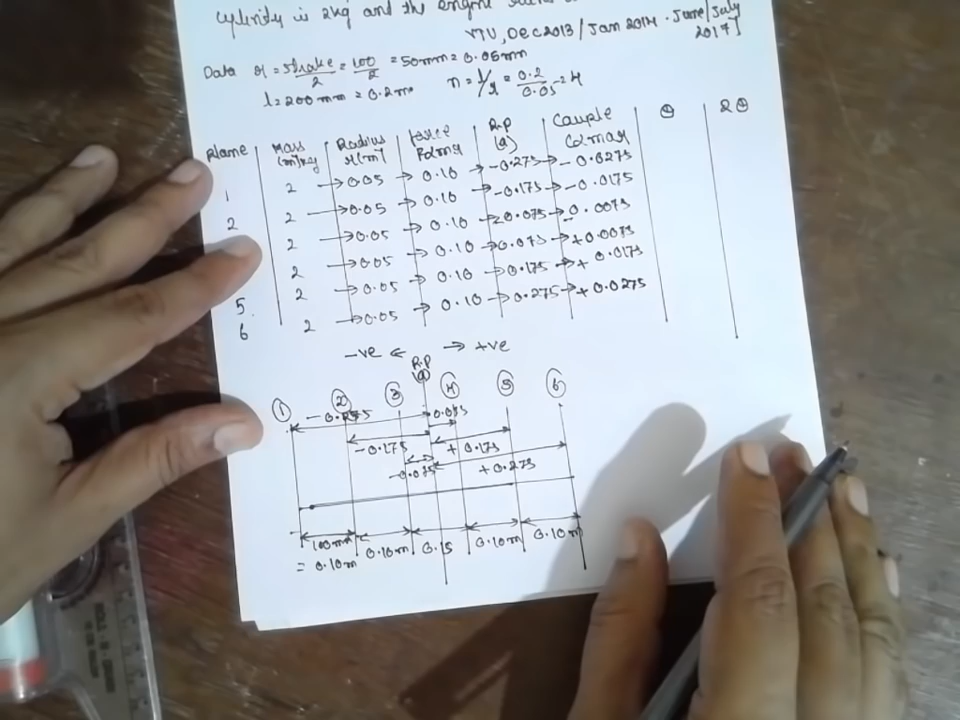 cylinder is 2kg and the engine
VTU, Dec 2013/Jan 2014 . June/July
2017]
Data r = stroke/2 = 100/2 = 50mm = 0.05mm
l = 200mm = 0.2m n = l/r = 0.2/0.05 = 4
Plane Mass (m) kg Radius r(m) force R.P (a) Couple θ 2θ
1 2 0.05 0.10 -0.275 -0.0275
2 2 0.05 0.10 -0.175 -0.0175
2 0.05 0.10 0.075 0.0075
2 0.05 0.10 0.075 +0.0075
5. 2 0.05 0.10 0.175 +0.0175
6 2 0.05 0.10 0.275 +0.0275
-ve ← → +ve
R.P
1 2 3 4 5 6
-0.275 0.075
-0.175 +0.175
-0.075 +0.275
100mm 0.10m 0.15 0.10m 0.10m
= 0.10m